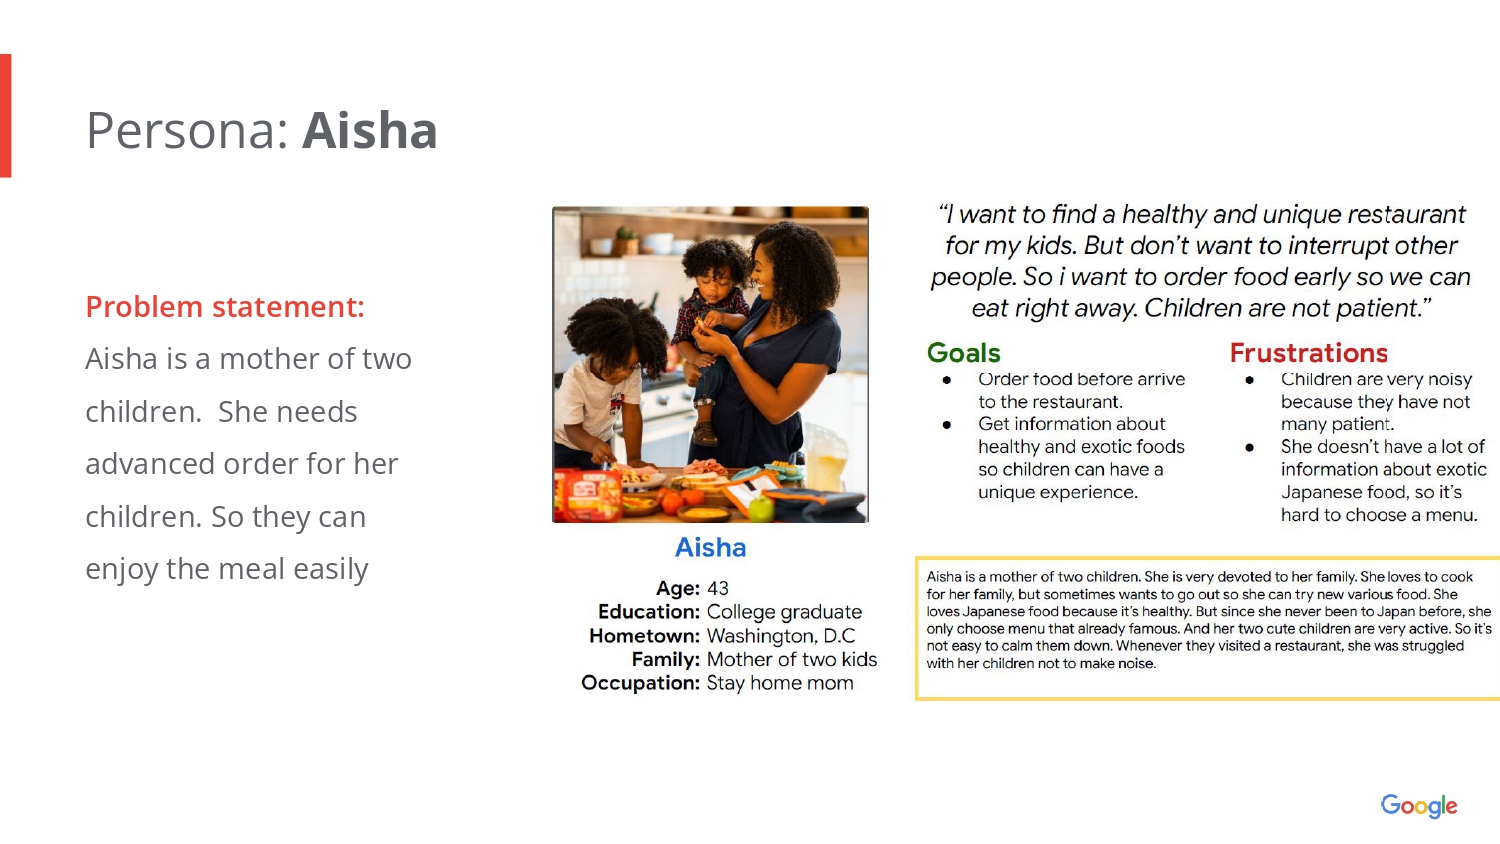 Persona: Aisha
Problem statement:
Aisha is a mother of two
children.  She needs
advanced order for her
children. So they can
enjoy the meal easily
Aisha
Age: 43
Education: College graduate
Hometown: Washington, D.C
Family: Mother of two kids
Occupation: Stay home mom
“I want to find a healthy and unique restaurant
for my kids. But don’t want to interrupt other
people. So i want to order food early so we can
eat right away. Children are not patient.”
Goals
● Order food before arrive
to the restaurant.
● Get information about
healthy and exotic foods
so children can have a
unique experience.
Frustrations
● Children are very noisy
because they have not
many patient.
● She doesn’t have a lot of
information about exotic
Japanese food, so it’s
hard to choose a menu.
Aisha is a mother of two children. She is very devoted to her family. She loves to cook
for her family, but sometimes wants to go out so she can try new various food. She
loves Japanese food because it’s healthy. But since she never been to Japan before, she
only choose menu that already famous. And her two cute children are very active. So it’s
not easy to calm them down. Whenever they visited a restaurant, she was struggled
with her children not to make noise.
Google